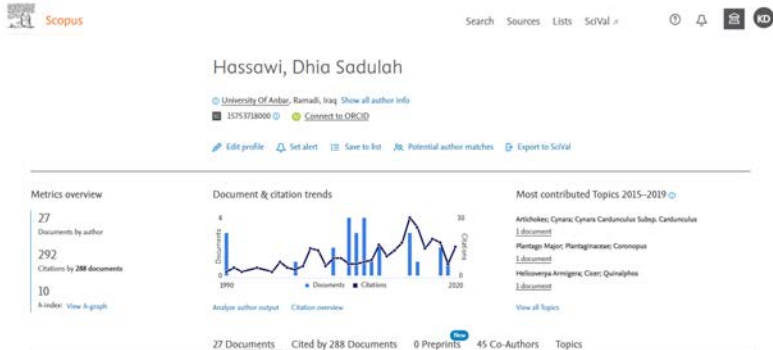 Scopus
Search Sources Lists SciVal ↗
KD
Hassawi, Dhia Sadulah
University Of Anbar, Ramadi, Iraq Show all author info
SC 15753718000
Connect to ORCID
Edit profile Set alert Save to list Potential author matches Export to SciVal
Metrics overview
27
Documents by author
292
Citations by 288 documents
10
h-index: View h-graph
Document & citation trends
6
30
Documents
Citations
0
0
1990
2020
Documents Citations
Analyze author output Citation overview
Most contributed Topics 2015–2019
Artichokes; Cynara; Cynara Cardunculus Subsp. Cardunculus
1 document
Plantago Major; Plantaginaceae; Coronopus
1 document
Helicoverpa Armigera; Cicer; Quinalphos
1 document
View all Topics
New
27 Documents Cited by 288 Documents 0 Preprints 45 Co-Authors Topics